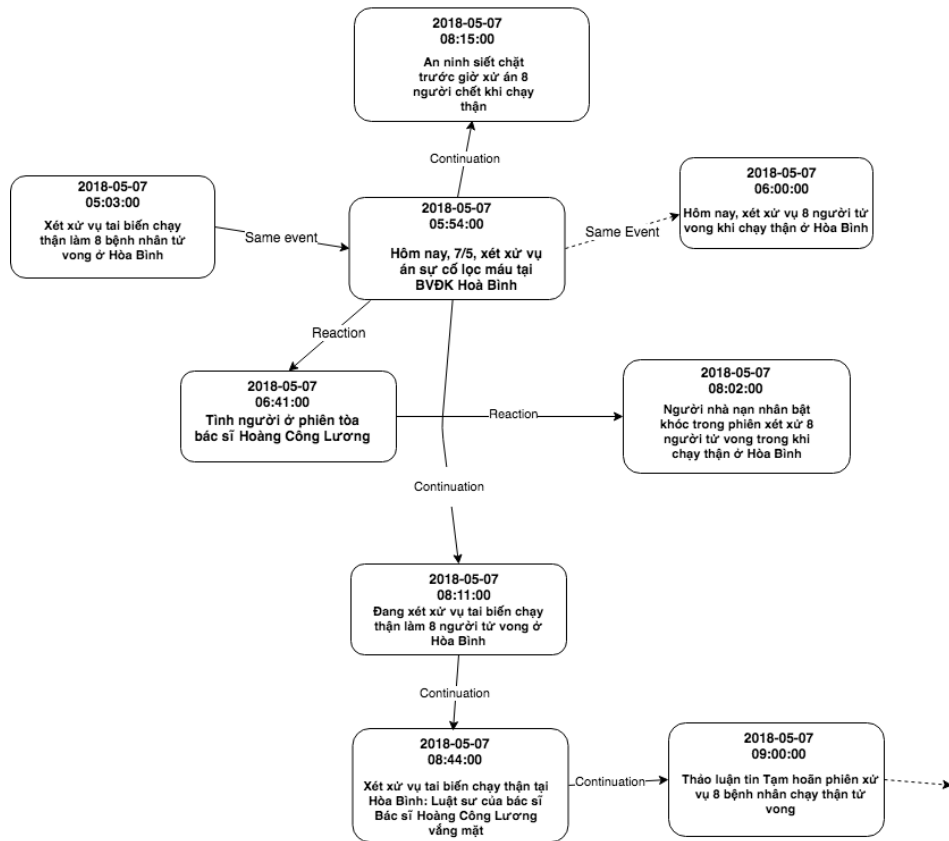 2018-05-07
08:15:00
An ninh siết chặt
trước giờ xử án 8
người chết khi chạy
thận
Continuation
2018-05-07
05:03:00
Xét xử vụ tai biến chạy
thận làm 8 bệnh nhân tử
vong ở Hòa Bình
Same event
2018-05-07
05:54:00
Hôm nay, 7/5, xét xử vụ
án sự cố lọc máu tại
BVĐK Hoà Bình
Same Event
2018-05-07
06:00:00
Hôm nay, xét xử vụ 8 người tử
vong khi chạy thận ở Hòa Bình
Reaction
2018-05-07
06:41:00
Tình người ở phiên tòa
bác sĩ Hoàng Công Lương
Reaction
2018-05-07
08:02:00
Người nhà nạn nhân bật
khóc trong phiên xét xử 8
người tử vong trong khi
chạy thận ở Hòa Bình
Continuation
2018-05-07
08:11:00
Đang xét xử vụ tai biến chạy
thận làm 8 người tử vong ở
Hòa Bình
Continuation
2018-05-07
08:44:00
Xét xử vụ tai biến chạy thận tại
Hòa Bình: Luật sư của bác sĩ
Bác sĩ Hoàng Công Lương
vắng mặt
Continuation
2018-05-07
09:00:00
Thảo luận tin Tạm hoãn phiên xử
vụ 8 bệnh nhân chạy thận tử
vong